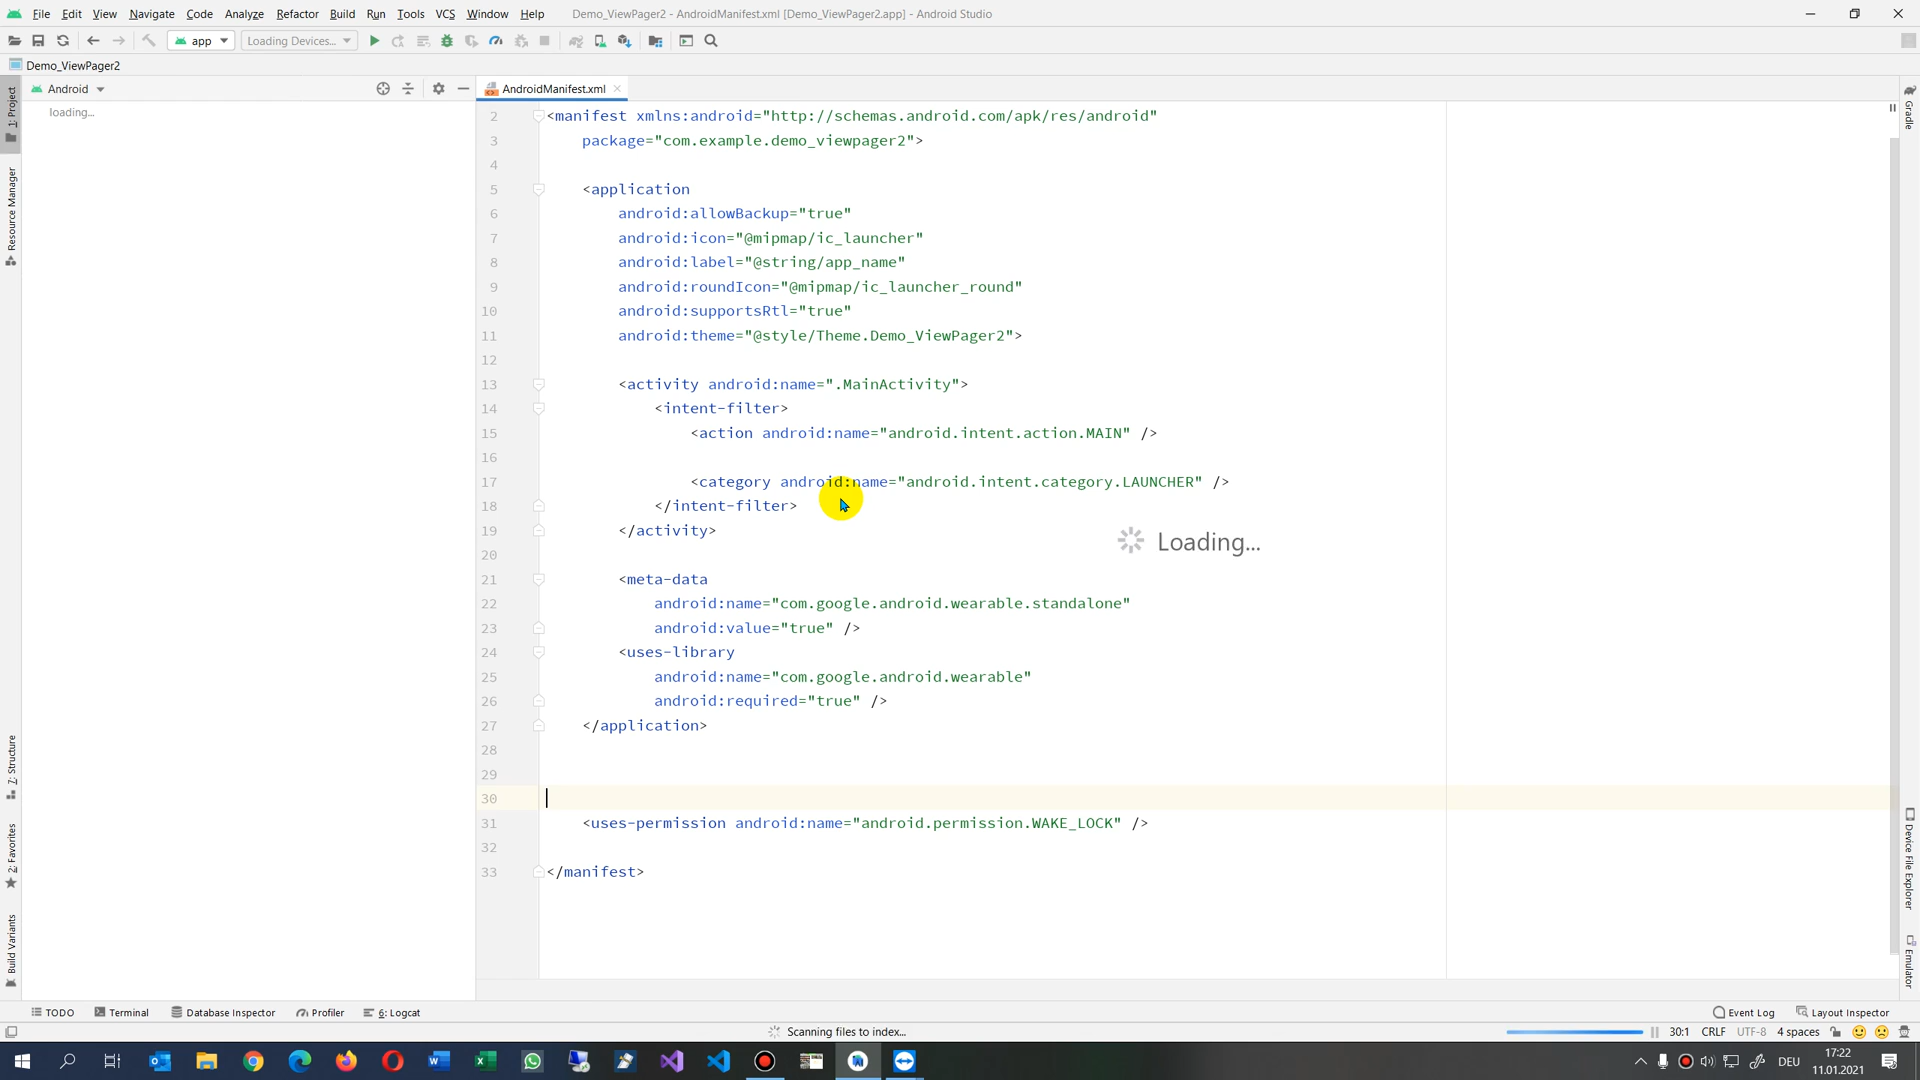 File Edit View Navigate Code Analyze Refactor Build Run Tools VCS Window Help Demo_ViewPager2 - AndroidManifest.xml [Demo_ViewPager2.app] - Android Studio
app Loading Devices...
Demo_ViewPager2
Android AndroidManifest.xml
loading...
1: Project
Resource Manager
7: Structure
2: Favorites
Build Variants
2 <manifest xmlns:android="http://schemas.android.com/apk/res/android"
3 package="com.example.demo_viewpager2">
4
5 <application
6 android:allowBackup="true"
7 android:icon="@mipmap/ic_launcher"
8 android:label="@string/app_name"
9 android:roundIcon="@mipmap/ic_launcher_round"
10 android:supportsRtl="true"
11 android:theme="@style/Theme.Demo_ViewPager2">
12
13 <activity android:name=".MainActivity">
14 <intent-filter>
15 <action android:name="android.intent.action.MAIN" />
16
17 <category android:name="android.intent.category.LAUNCHER" />
18 </intent-filter>
19 </activity>
Loading...
20
21 <meta-data
22 android:name="com.google.android.wearable.standalone"
23 android:value="true" />
24 <uses-library
25 android:name="com.google.android.wearable"
26 android:required="true" />
27 </application>
28
29
30
31 <uses-permission android:name="android.permission.WAKE_LOCK" />
32
33 </manifest>
Gradle
Device File Explorer
Emulator
TODO Terminal Database Inspector Profiler 6: Logcat Event Log Layout Inspector
Scanning files to index... 30:1 CRLF UTF-8 4 spaces
DEU 17:22
11.01.2021